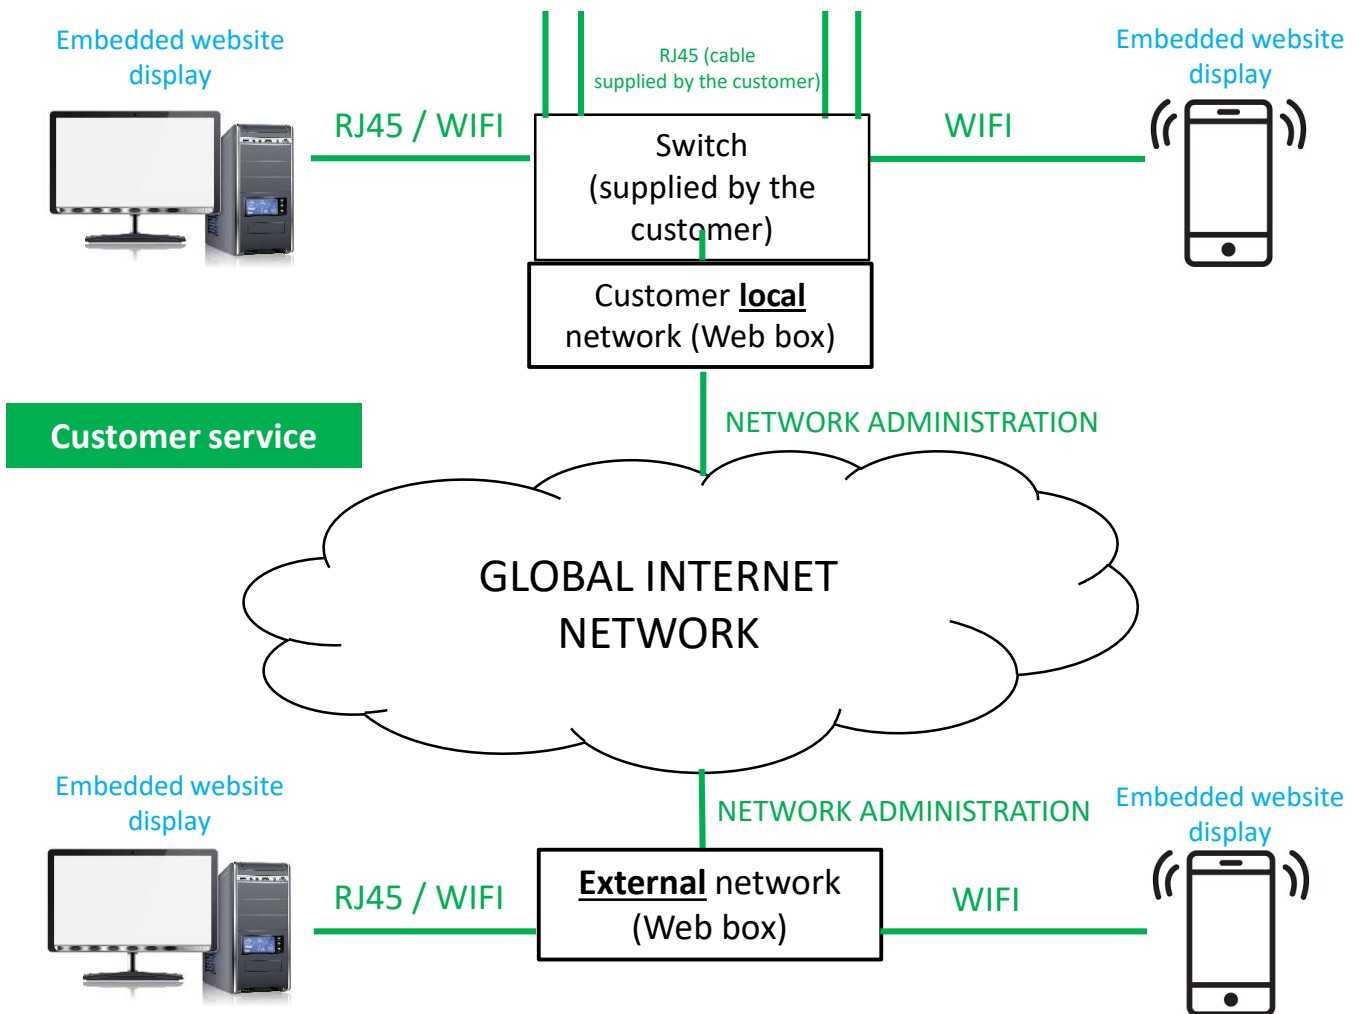 Embedded website
display
RJ45 (cable
supplied by the customer)
Embedded website
display
RJ45 / WIFI
WIFI
Switch
(supplied by the
customer)
Customer local
network (Web box)
NETWORK ADMINISTRATION
Customer service
GLOBAL INTERNET
NETWORK
Embedded website
display
NETWORK ADMINISTRATION
Embedded website
display
RJ45 / WIFI
External network
(Web box)
WIFI